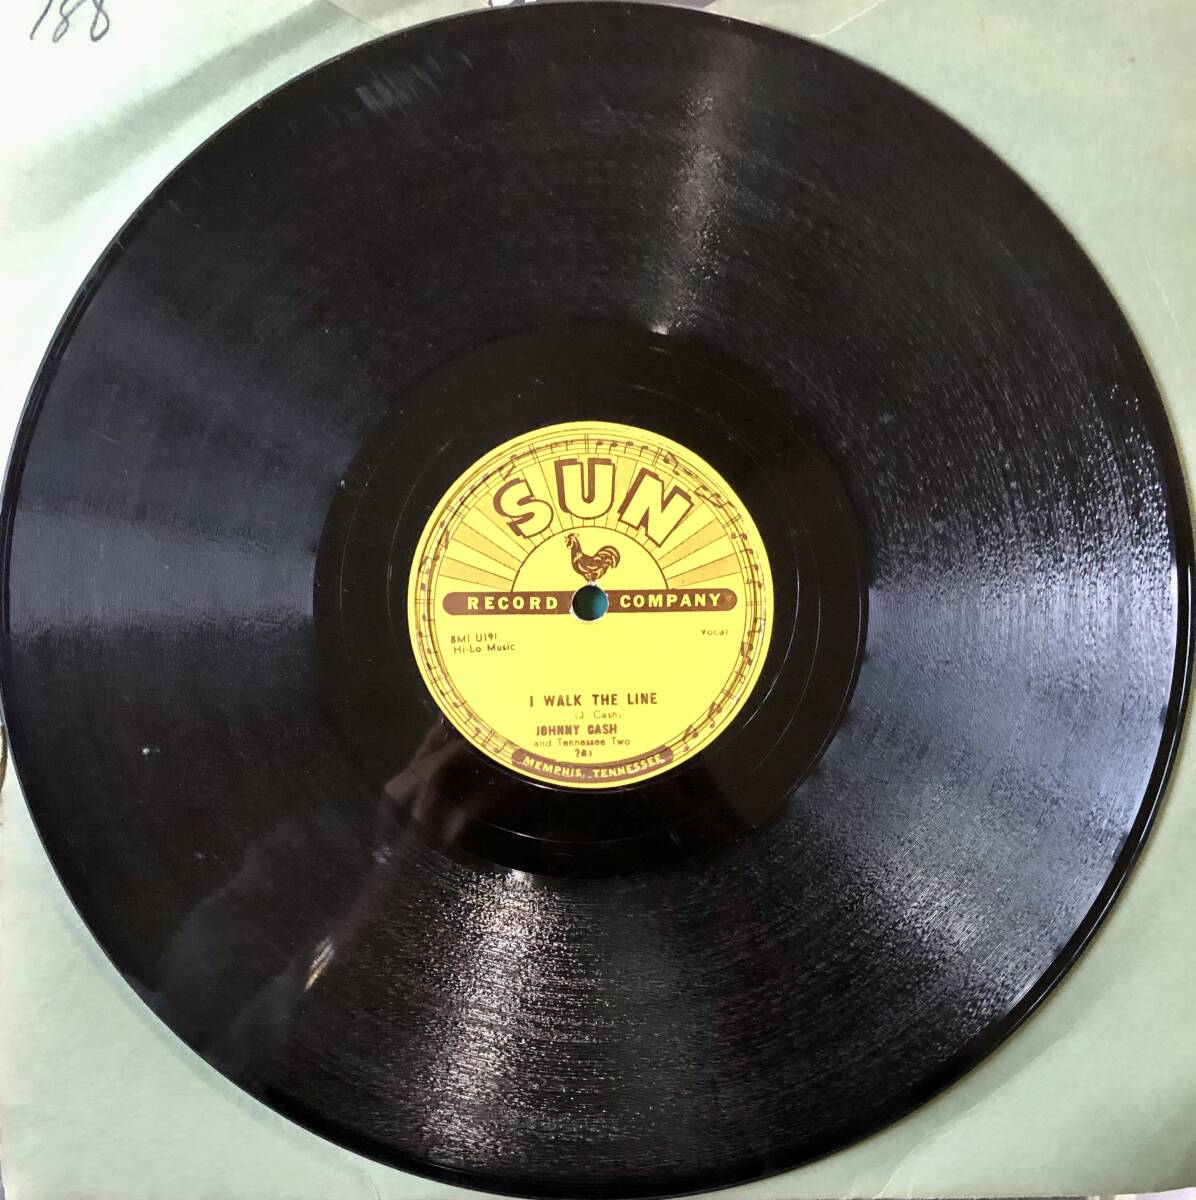 188
SUN
RECORD COMPANY
BMI U191
Hi-Lo Music
Vocal
I WALK THE LINE
(J. Cash)
JOHNNY CASH
and Tennessee Two
241
MEMPHIS, TENNESSEE